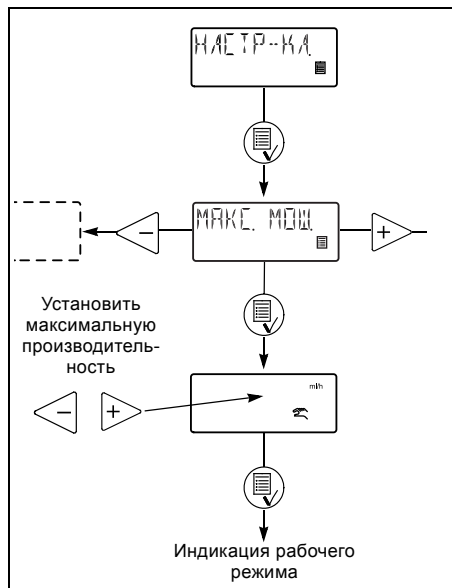 НАСТР-КА.
МАКС. МОЩ.
Установить
максимальную
производитель-
ность
ml/h
Индикация рабочего
режима